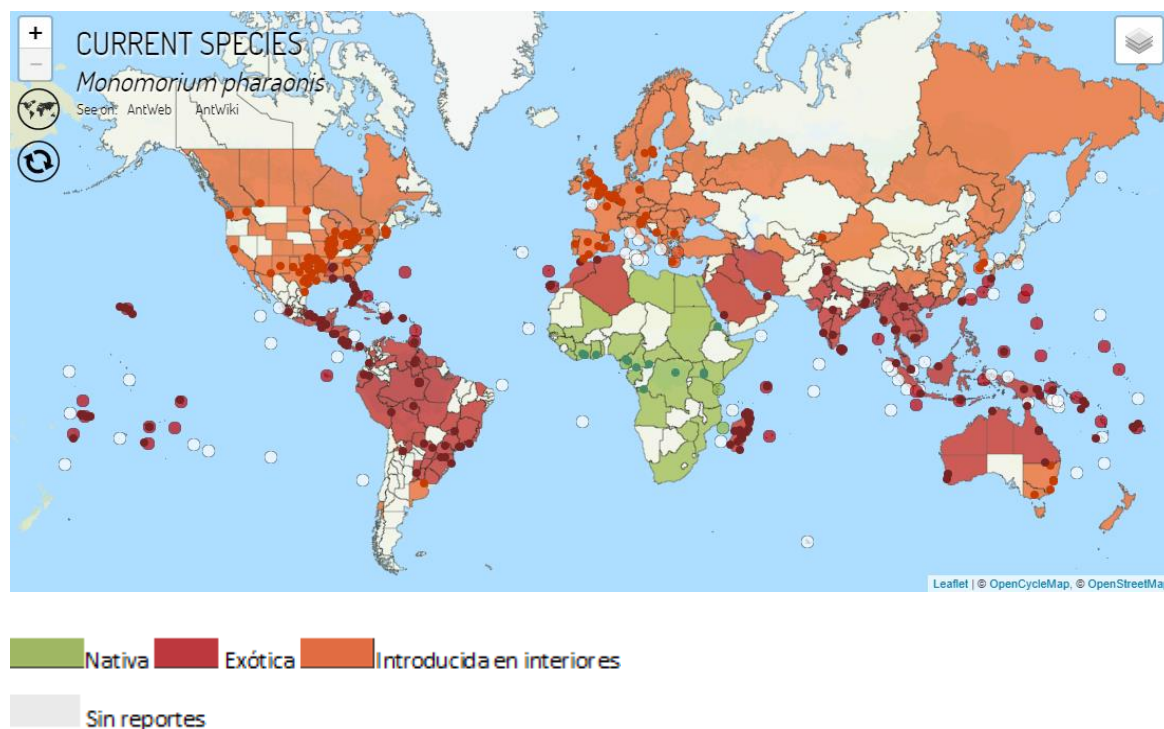 +
CURRENT SPECIES
−
Monomorium pharaonis
See on: AntWeb AntWiki
Leaflet | © OpenCycleMap, © OpenStreetMa
Nativa Exótica Introducida en interiores
Sin reportes